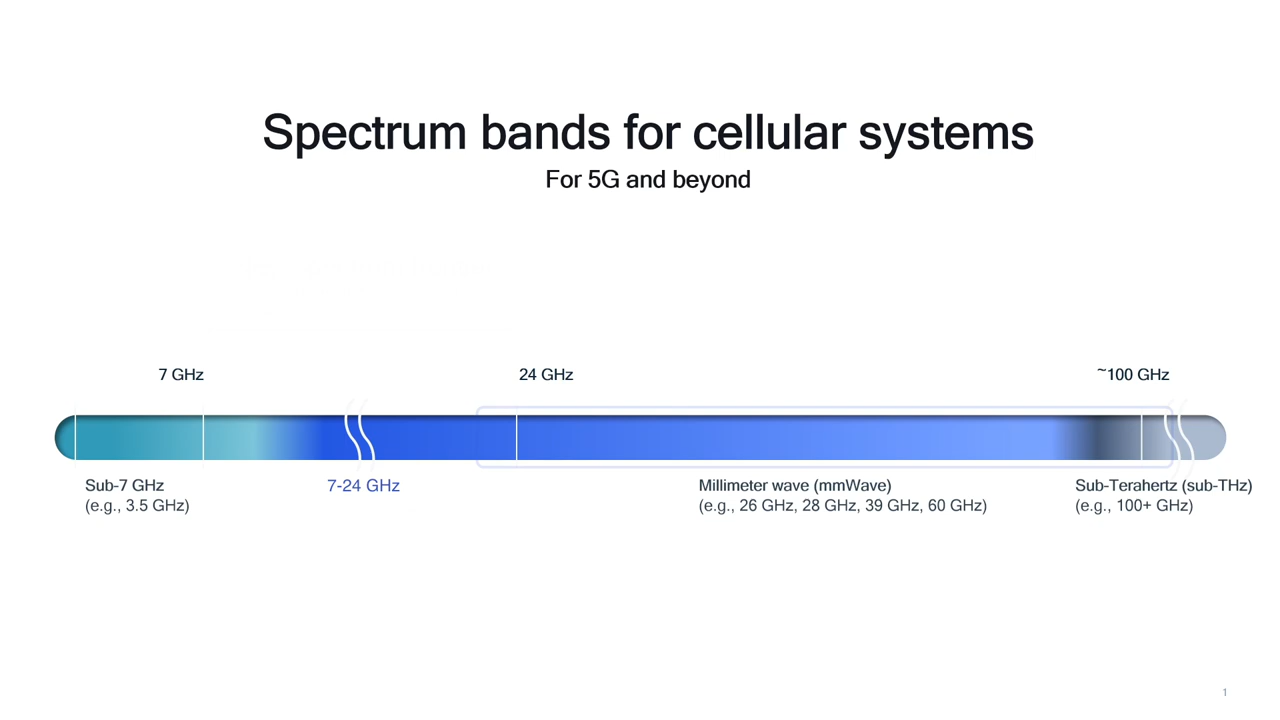 Spectrum bands for cellular systems
For 5G and beyond
7 GHz
24 GHz
~100 GHz
Sub-7 GHz
(e.g., 3.5 GHz)
7-24 GHz
Millimeter wave (mmWave)
(e.g., 26 GHz, 28 GHz, 39 GHz, 60 GHz)
Sub-Terahertz (sub-THz)
(e.g., 100+ GHz)
1